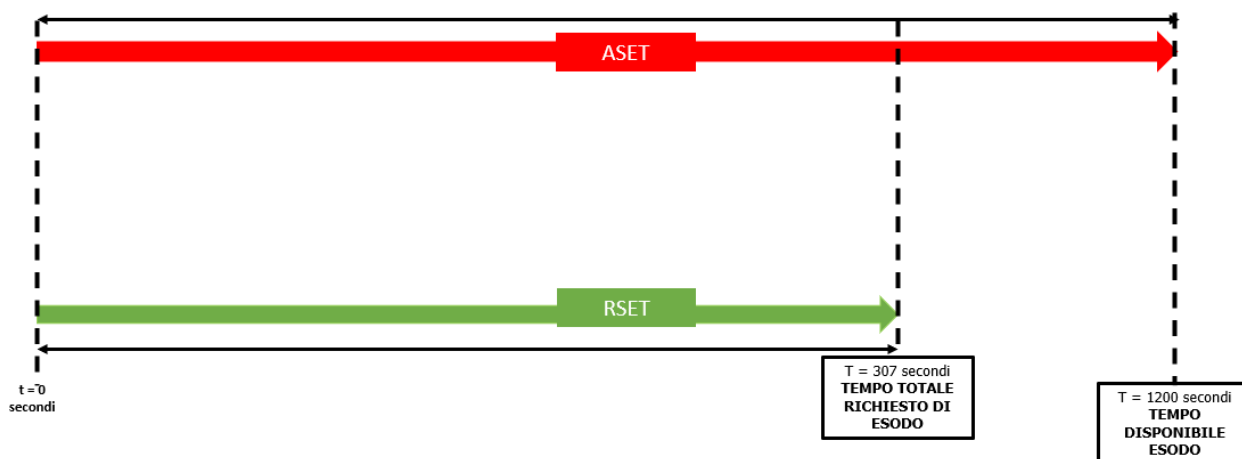 ASET
RSET
t =0
secondi
T = 307 secondi
TEMPO TOTALE
RICHIESTO DI
ESODO
T = 1200 secondi
TEMPO
DISPONIBILE
ESODO